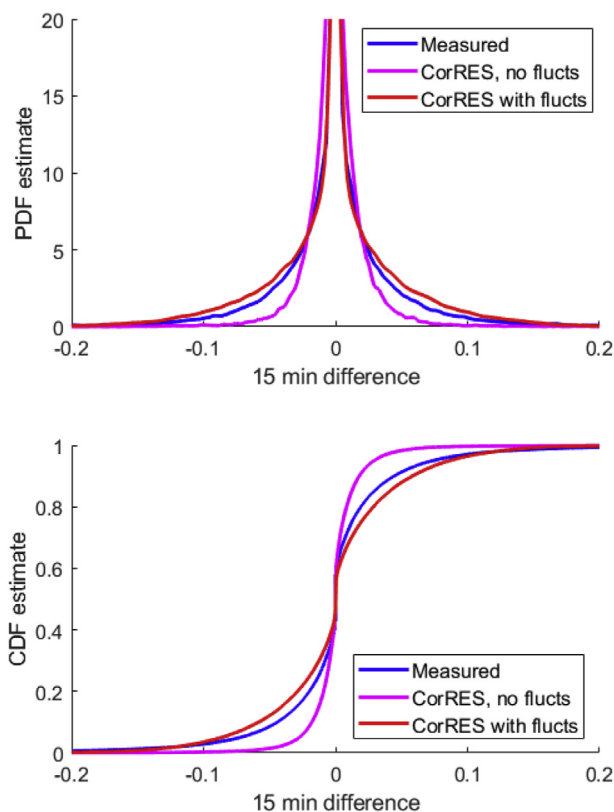 20
Measured
CorRES, no flucts
CorRES with flucts
15
10
5
0
PDF estimate
-0.2 -0.1 0 0.1 0.2
15 min difference
1
0.8
0.6
0.4
0.2
0
CDF estimate
Measured
CorRES, no flucts
CorRES with flucts
-0.2 -0.1 0 0.1 0.2
15 min difference